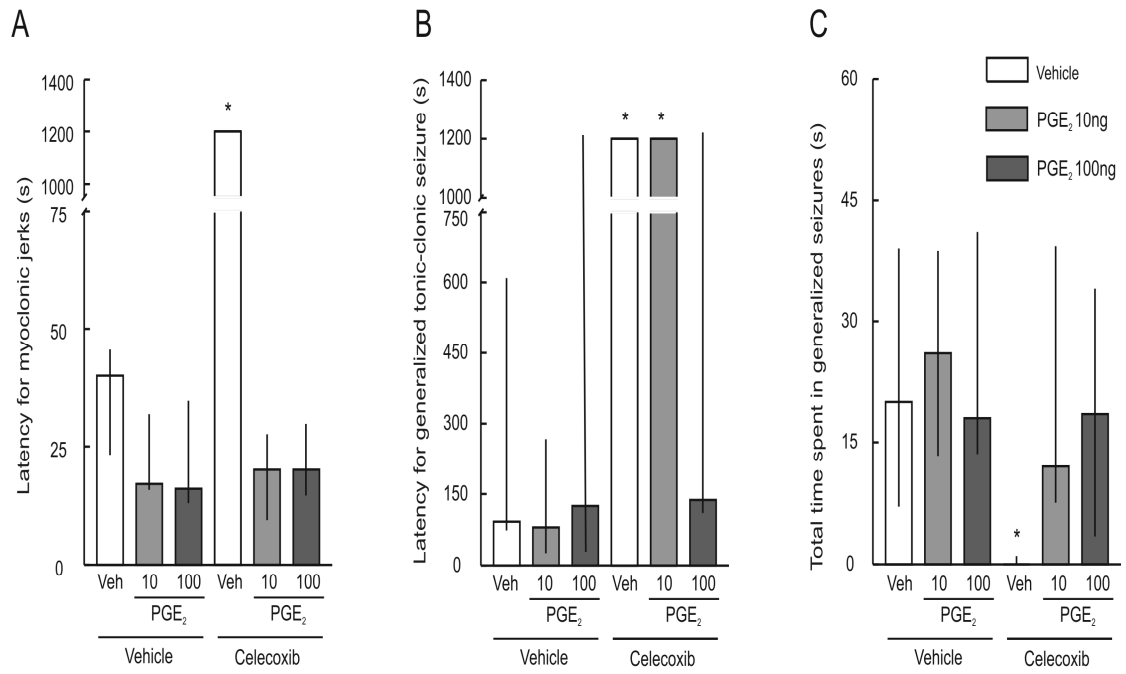 A
Latency for myoclonic jerks (s)
1400
1200
1000
75
50
25
0
*
Veh 10 100 Veh 10 100
PGE2 PGE2
Vehicle Celecoxib
B
Latency for generalized tonic-clonic seizure (s)
1400
1200
1000
750
600
450
300
150
0
* *
Veh 10 100 Veh 10 100
PGE2 PGE2
Vehicle Celecoxib
C
Total time spent in generalized seizures (s)
60
45
30
15
0
Vehicle
PGE2 10ng
PGE2 100ng
*
Veh 10 100 Veh 10 100
PGE2 PGE2
Vehicle Celecoxib